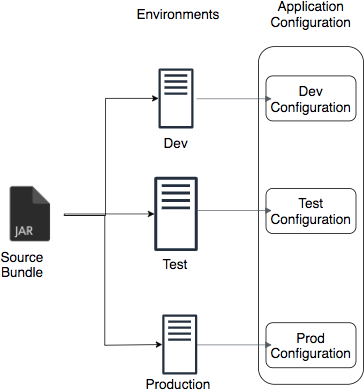 Environments
Application
Configuration
Dev
Configuration
Dev
Test
Configuration
JAR
Source
Bundle
Test
Prod
Configuration
Production